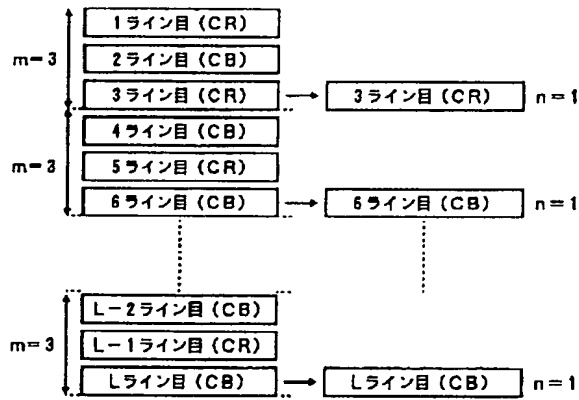 1ライン目 (CR)
m=3 2ライン目 (CB)
3ライン目 (CR) 3ライン目 (CR) n=1
4ライン目 (CB)
m=3 5ライン目 (CR)
6ライン目 (CB) 6ライン目 (CB) n=1
L-2ライン目 (CB)
m=3 L-1ライン目 (CR)
Lライン目 (CB) Lライン目 (CB) n=1